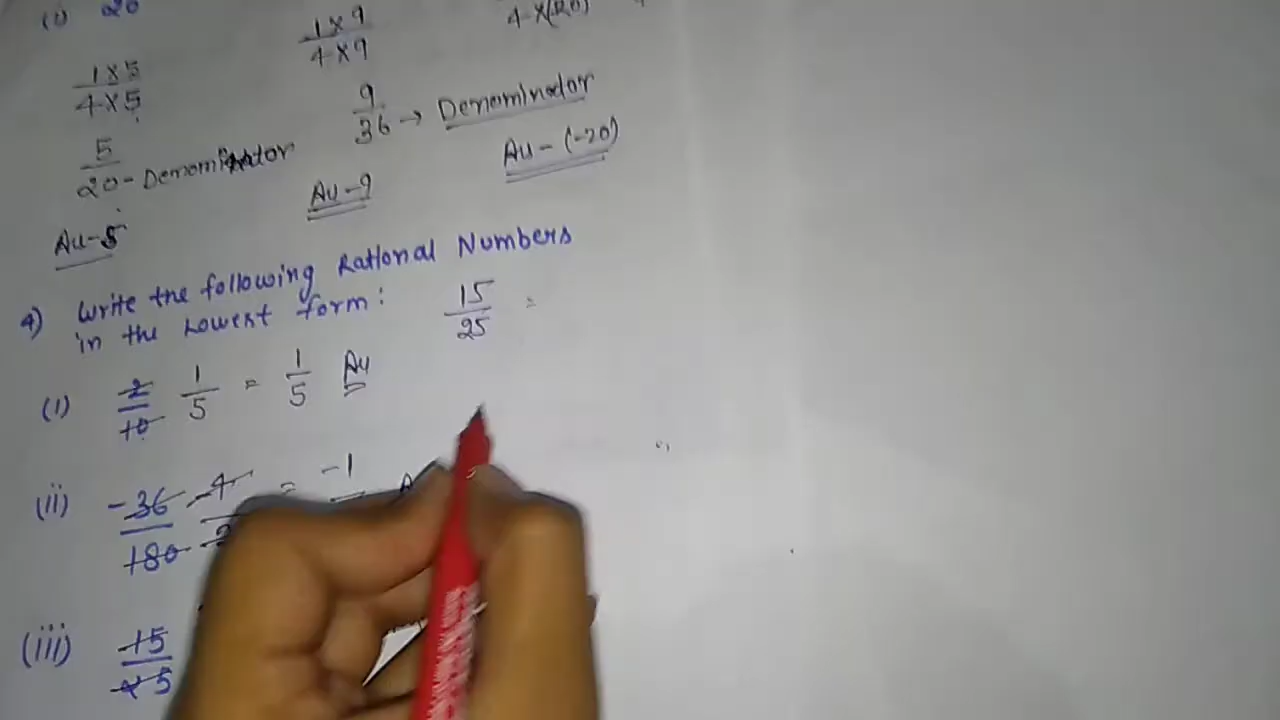 (i) 20
1×5
4×5
5
20 - Denominator
Au - 5
1×9
4×9
9
36 → Denominator
Au - 9
4-×(-20)
Au - (-20)
4) Write the following Rational Numbers
in the Lowest form:
15
25 =
(i) 2 1 = 1 Au
10 5 5
(ii) -36 -4 = -1
180
(iii) 15